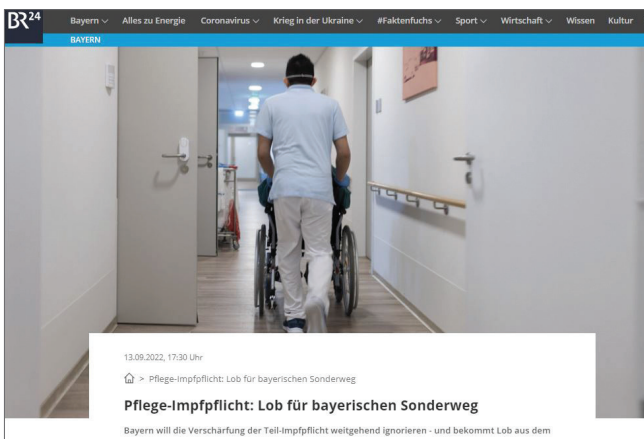 BR24
Bayern Alles zu Energie Coronavirus Krieg in der Ukraine #Faktenfuchs Sport Wirtschaft Wissen Kultur
BAYERN
13.09.2022, 17:30 Uhr
> Pflege-Impfpflicht: Lob für bayerischen Sonderweg
Pflege-Impfpflicht: Lob für bayerischen Sonderweg
Bayern will die Verschärfung der Teil-Impfpflicht weitgehend ignorieren - und bekommt Lob aus dem